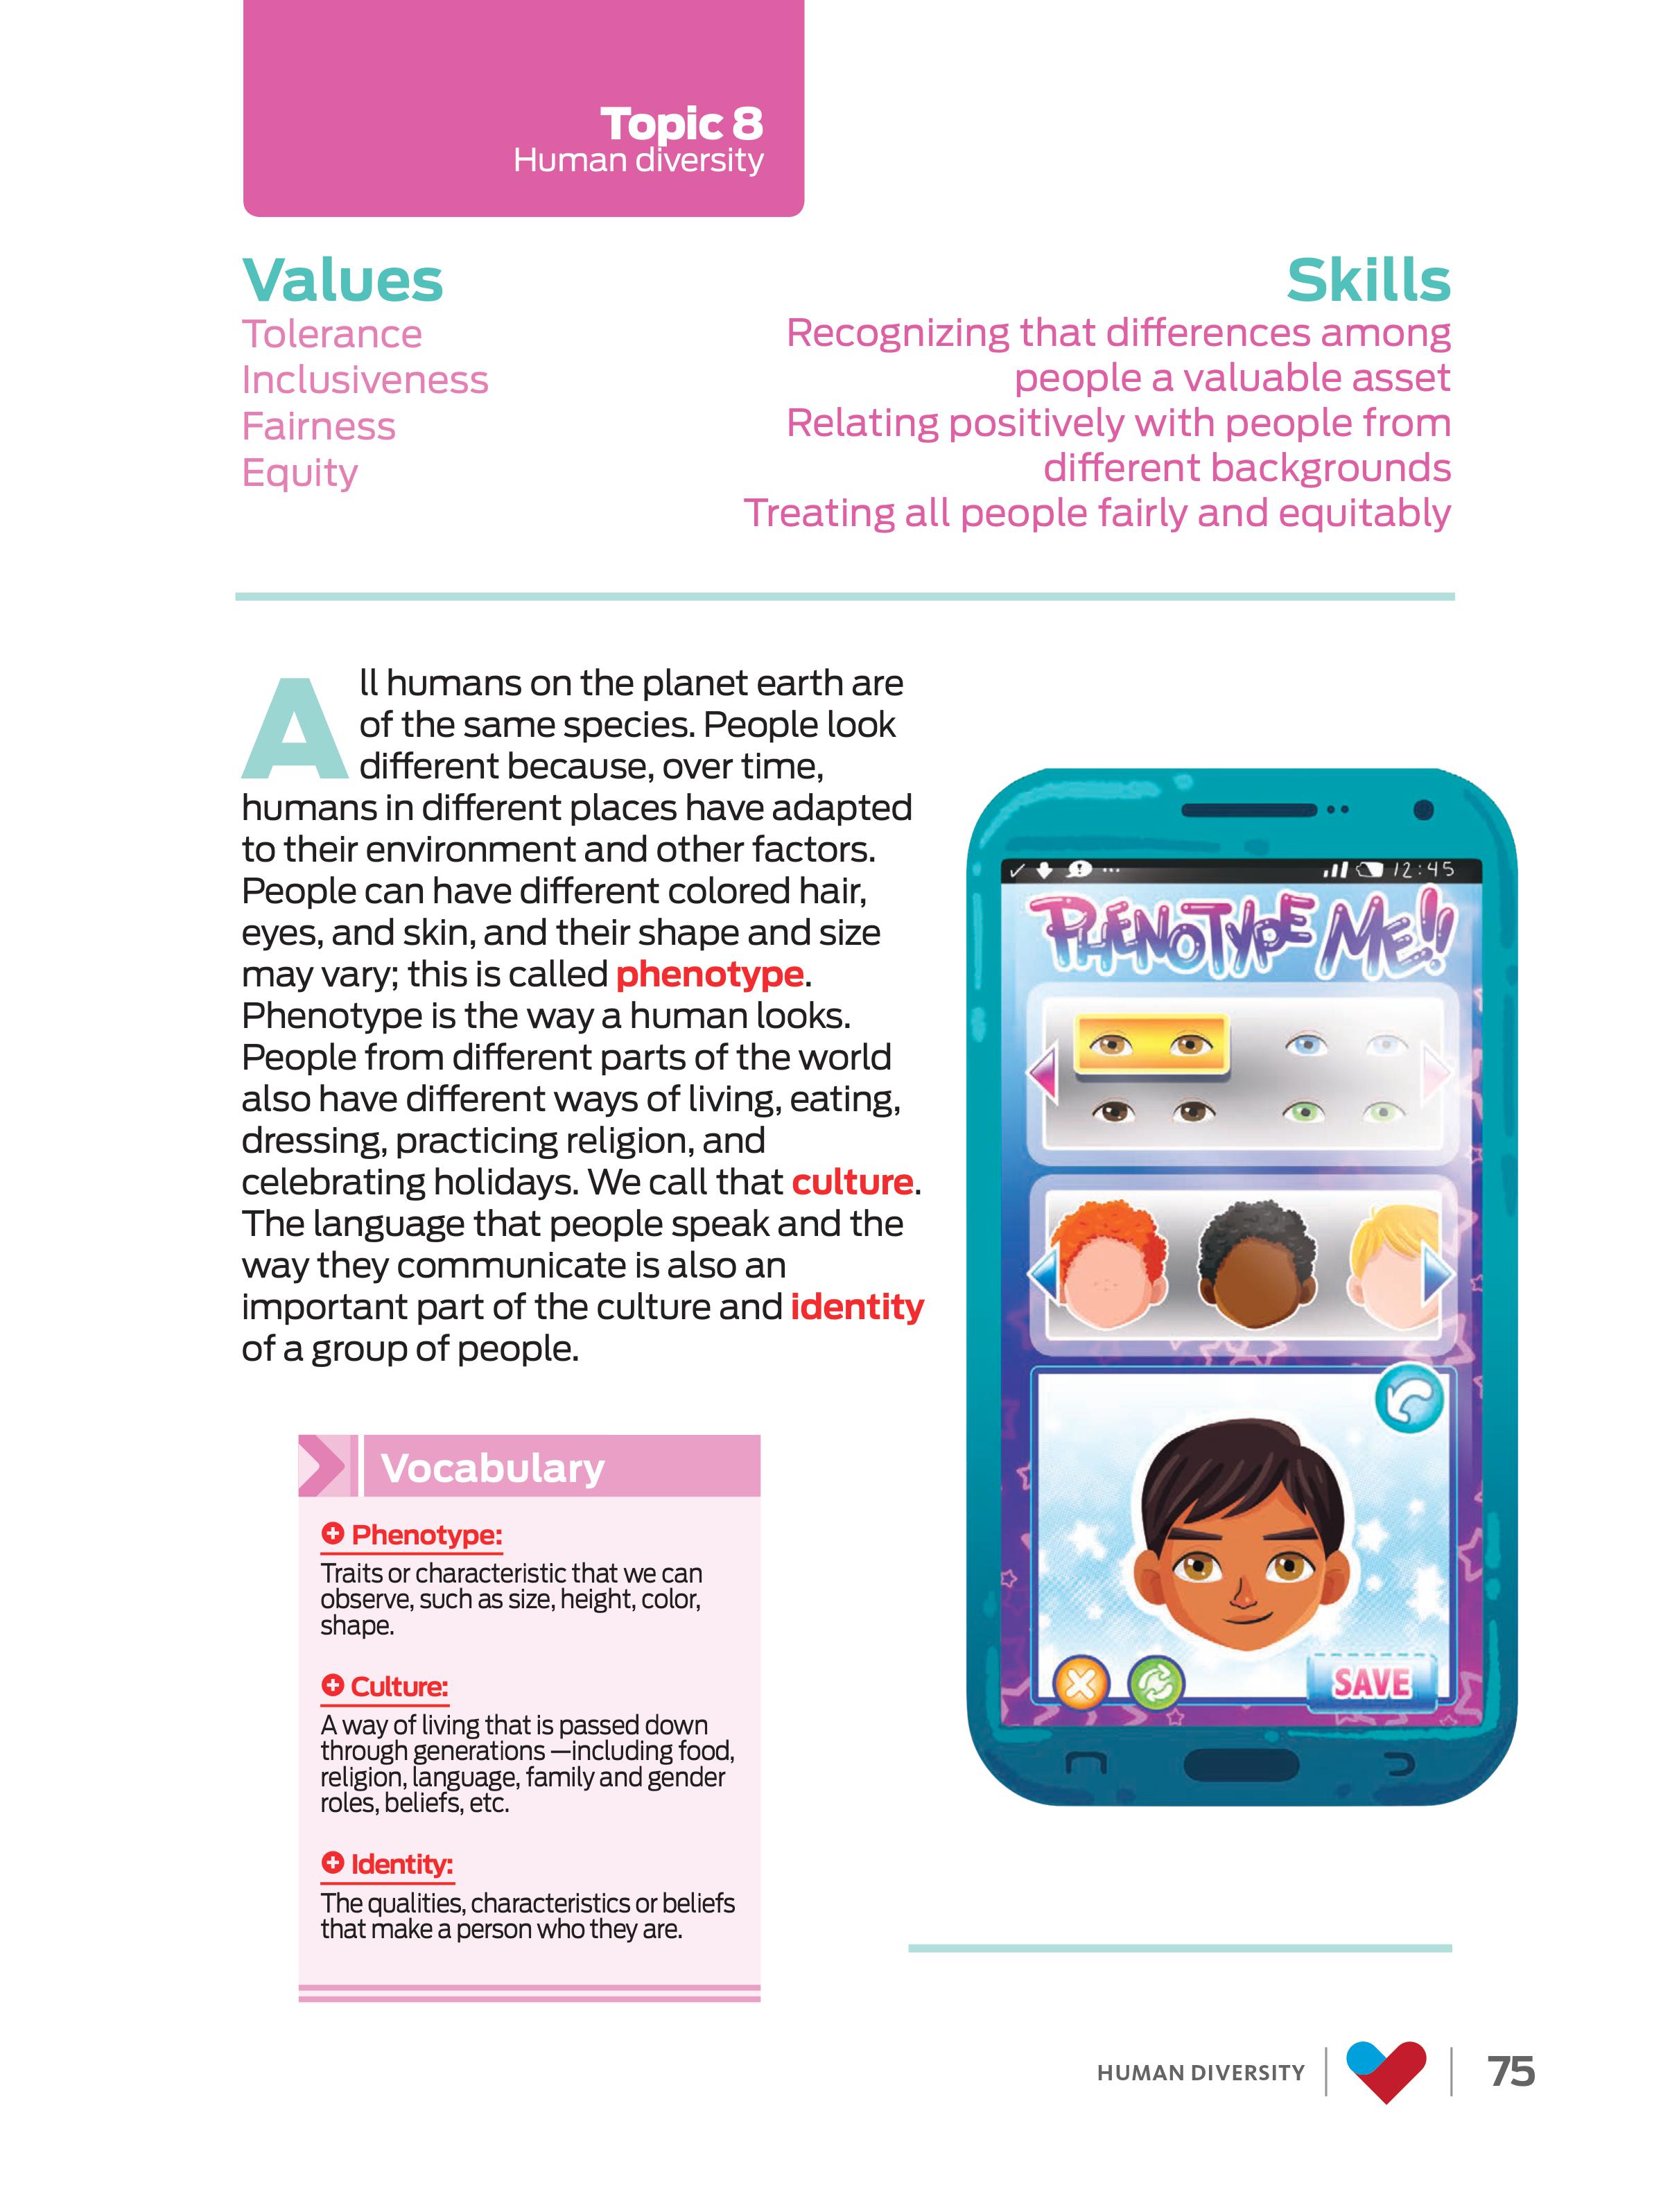 Topic 8
Human diversity
Values
Tolerance
Inclusiveness
Fairness
Equity
Skills
Recognizing that differences among
people a valuable asset
Relating positively with people from
different backgrounds
Treating all people fairly and equitably
All humans on the planet earth are
of the same species. People look
different because, over time,
humans in different places have adapted
to their environment and other factors.
People can have different colored hair,
eyes, and skin, and their shape and size
may vary; this is called phenotype.
Phenotype is the way a human looks.
People from different parts of the world
also have different ways of living, eating,
dressing, practicing religion, and
celebrating holidays. We call that culture.
The language that people speak and the
way they communicate is also an
important part of the culture and identity
of a group of people.
12:45
PHENOTYPE ME!!
SAVE
Vocabulary
Phenotype:
Traits or characteristic that we can
observe, such as size, height, color,
shape.
Culture:
A way of living that is passed down
through generations —including food,
religion, language, family and gender
roles, beliefs, etc.
Identity:
The qualities, characteristics or beliefs
that make a person who they are.
HUMAN DIVERSITY
75